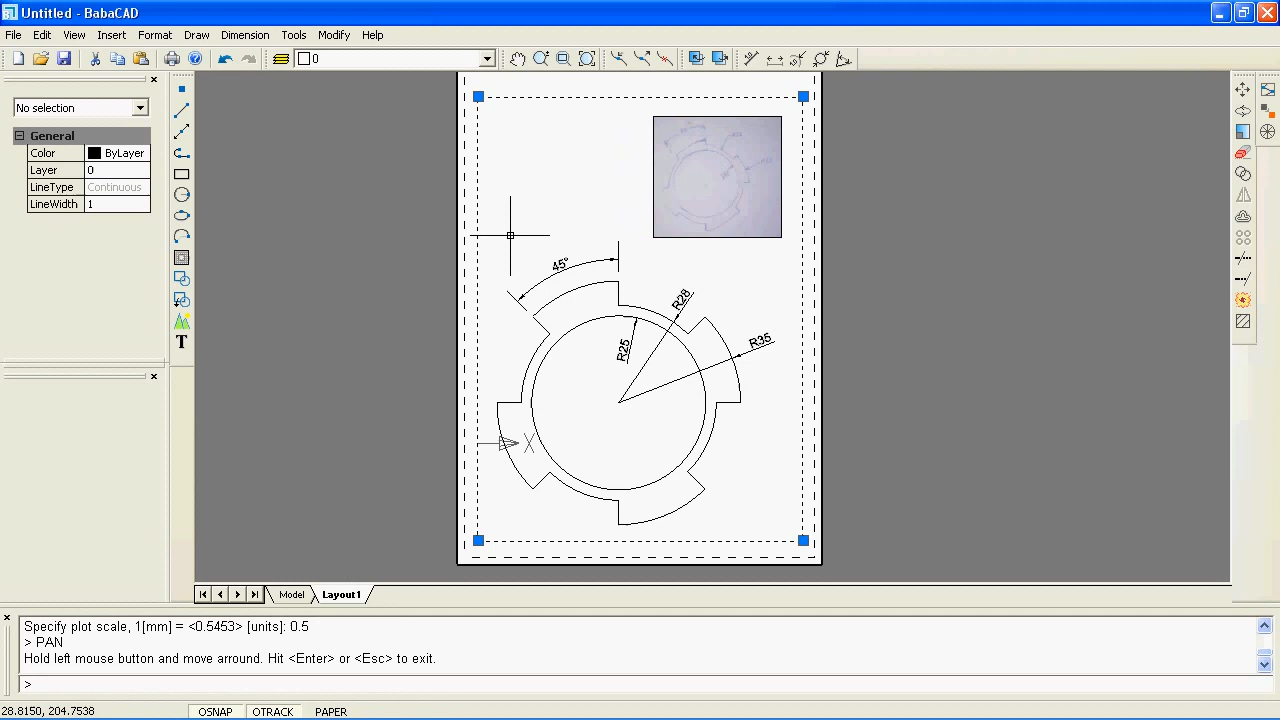 Untitled - BabaCAD
File Edit View Insert Format Draw Dimension Tools Modify Help
0
No selection
General
Color ByLayer
Layer 0
LineType Continuous
LineWidth 1
T
45°
R28
R35
R25
X
Model Layout1
Specify plot scale, 1[mm] = <0.5453> [units]: 0.5
> PAN
Hold left mouse button and move arround. Hit <Enter> or <Esc> to exit.
>
28.8150, 204.7538 OSNAP OTRACK PAPER